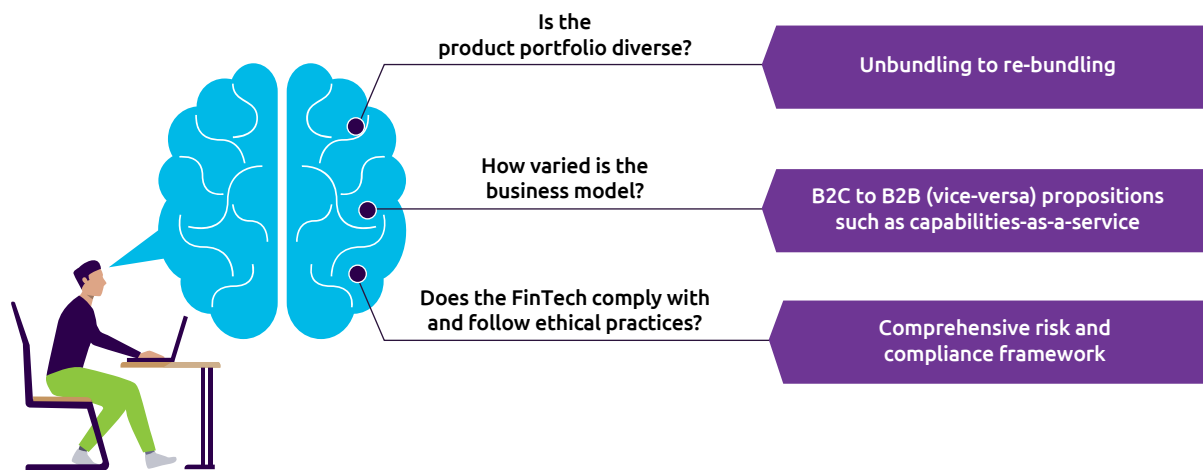 Is the
product portfolio diverse?
Unbundling to re-bundling
How varied is the
business model?
B2C to B2B (vice-versa) propositions
such as capabilities-as-a-service
Does the FinTech comply with
and follow ethical practices?
Comprehensive risk and
compliance framework